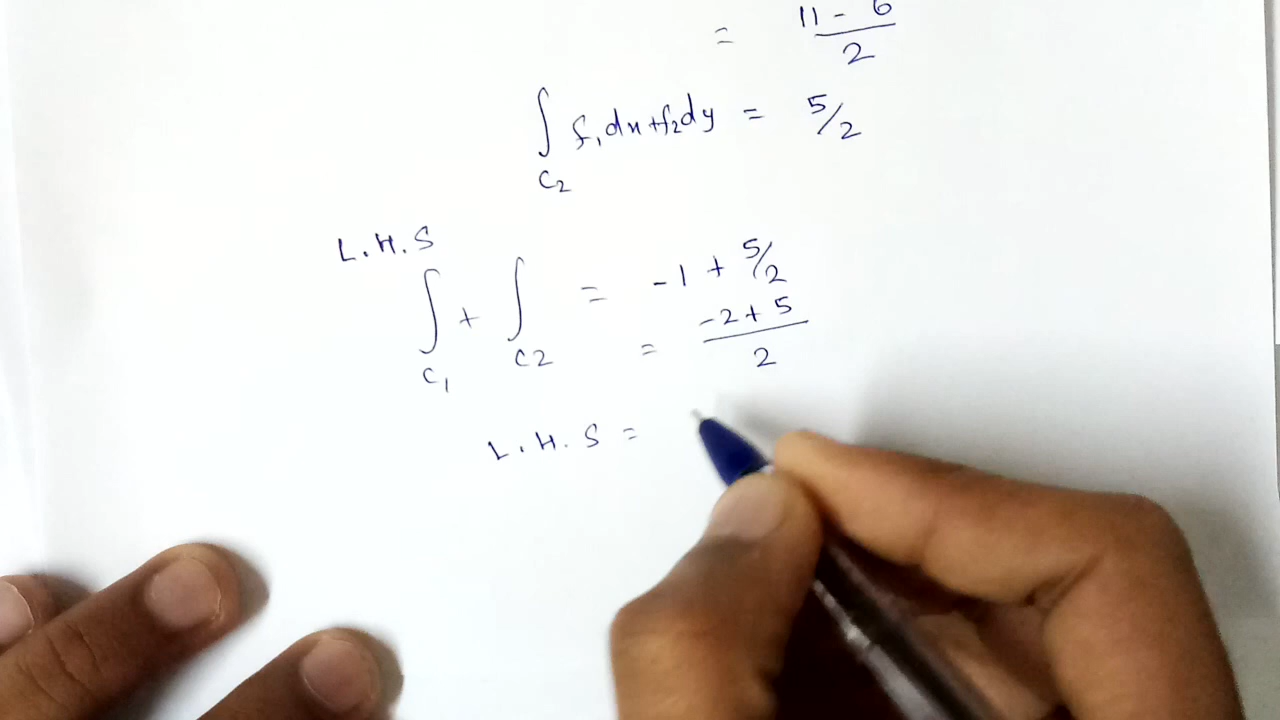 = 11 - 6 / 2
∫C2 f1dx+f2dy = 5/2
L.H.S
∫C1 + ∫C2 = -1 + 5/2
= -2+5 / 2
L.H.S =